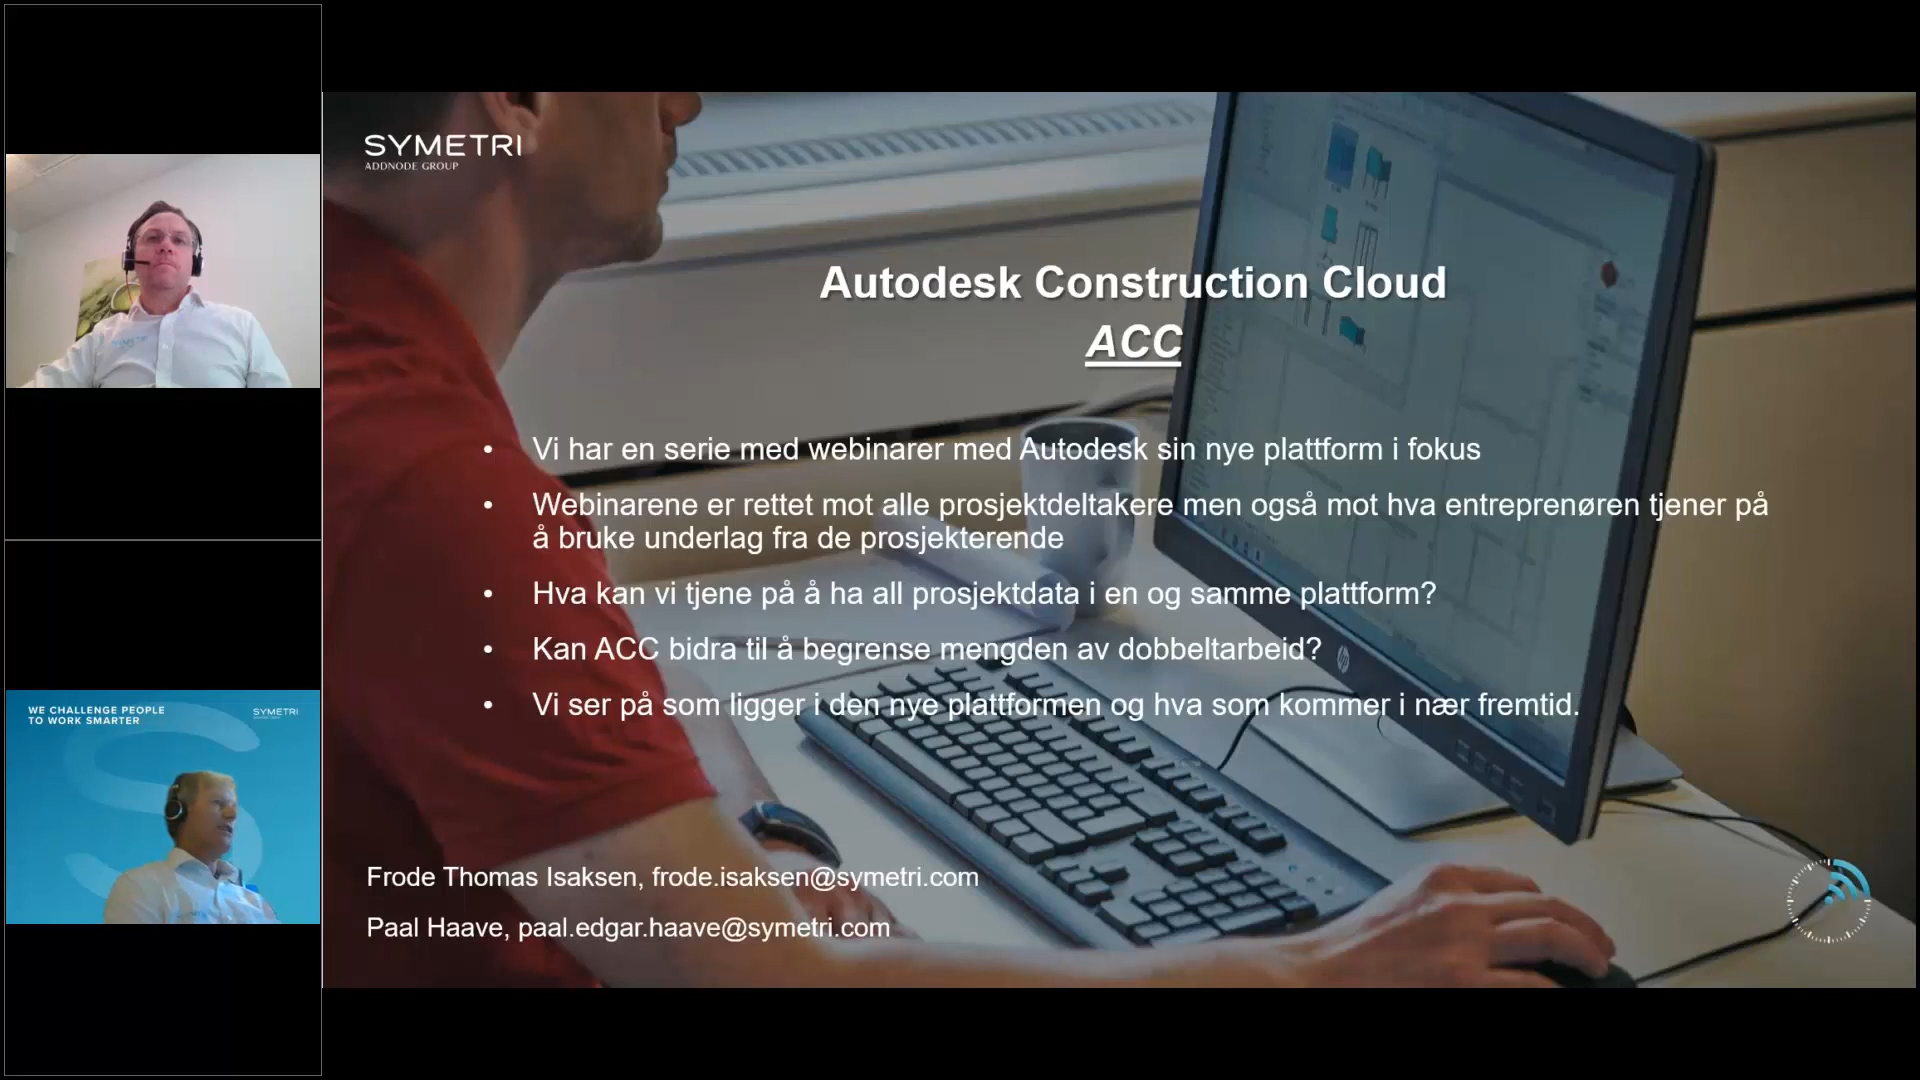 SYMETRI
ADDNODE GROUP
Autodesk Construction Cloud
ACC
• Vi har en serie med webinarer med Autodesk sin nye plattform i fokus
• Webinarene er rettet mot alle prosjektdeltakere men også mot hva entreprenøren tjener på
å bruke underlag fra de prosjekterende
• Hva kan vi tjene på å ha all prosjektdata i en og samme plattform?
• Kan ACC bidra til å begrense mengden av dobbeltarbeid?
• Vi ser på som ligger i den nye plattformen og hva som kommer i nær fremtid.
Frode Thomas Isaksen, frode.isaksen@symetri.com
Paal Haave, paal.edgar.haave@symetri.com
WE CHALLENGE PEOPLE
TO WORK SMARTER
SYMETRI
hp